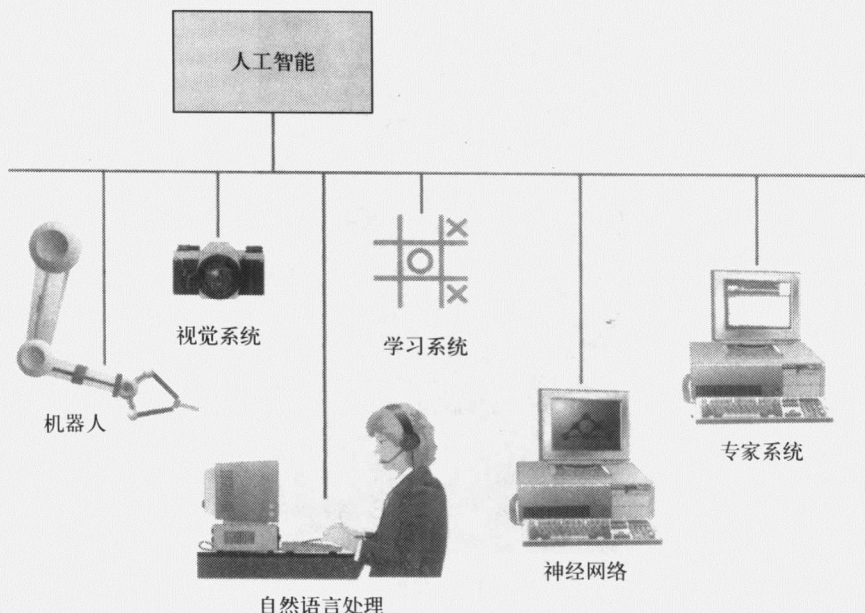 人工智能
视觉系统
学习系统
机器人
专家系统
神经网络
自然语言处理